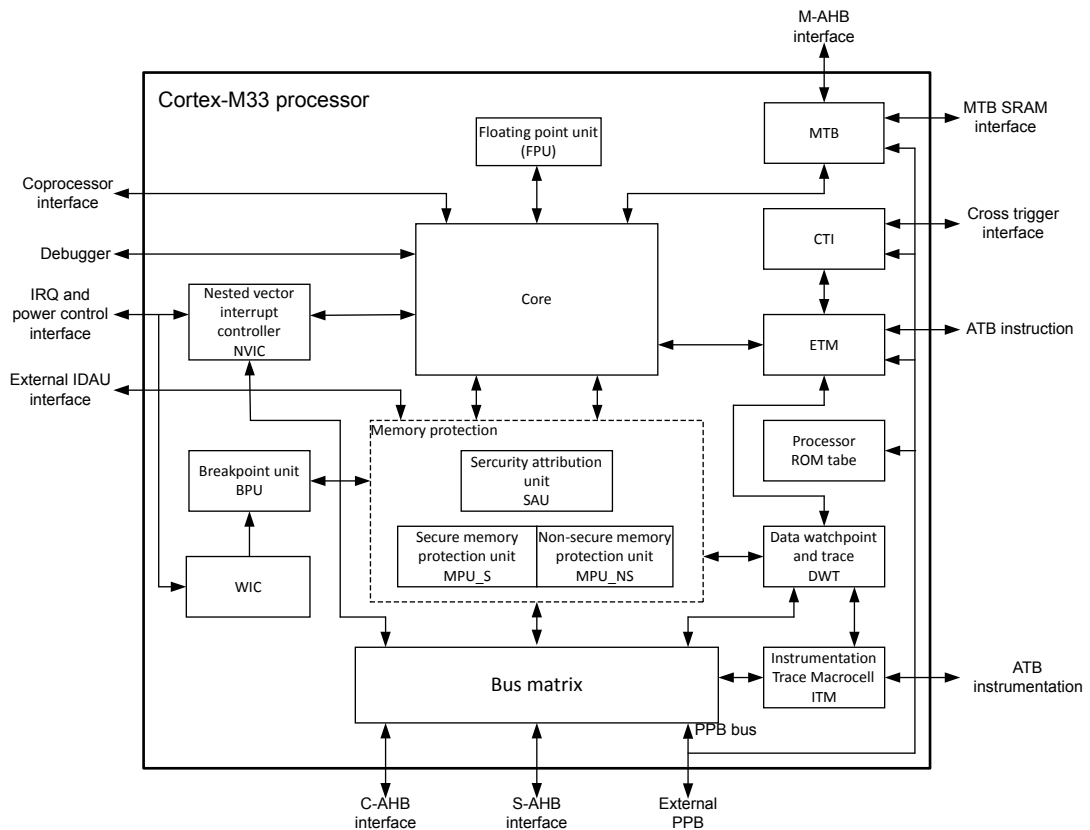 M-AHB
interface
Cortex-M33 processor
MTB
MTB SRAM
interface
Floating point unit
(FPU)
Coprocessor
interface
CTI
Cross trigger
interface
Debugger
Core
IRQ and
power control
interface
Nested vector
interrupt
controller
NVIC
ETM
ATB instruction
External IDAU
interface
Memory protection
Processor
ROM tabe
Sercurity attribution
unit
SAU
Breakpoint unit
BPU
Secure memory
protection unit
MPU_S
Non-secure memory
protection unit
MPU_NS
Data watchpoint
and trace
DWT
WIC
Bus matrix
Instrumentation
Trace Macrocell
ITM
ATB
instrumentation
PPB bus
C-AHB
interface
S-AHB
interface
External
PPB